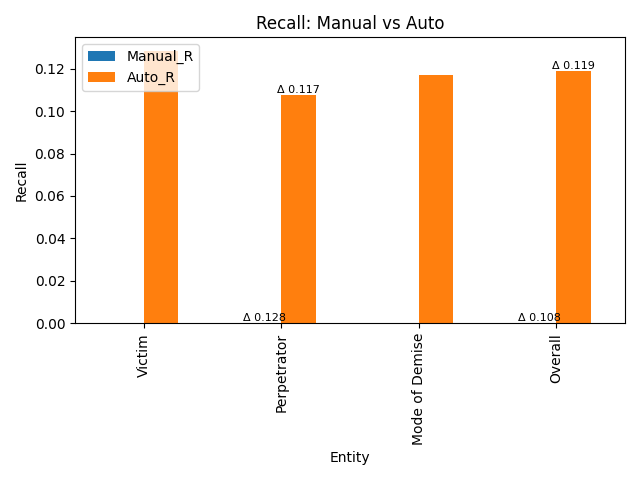 Recall: Manual vs Auto
Manual_R
Auto_R
Δ 0.117
Δ 0.119
Δ 0.128
Δ 0.108
0.12
0.10
0.08
0.06
0.04
0.02
0.00
Recall
Victim
Perpetrator
Mode of Demise
Overall
Entity